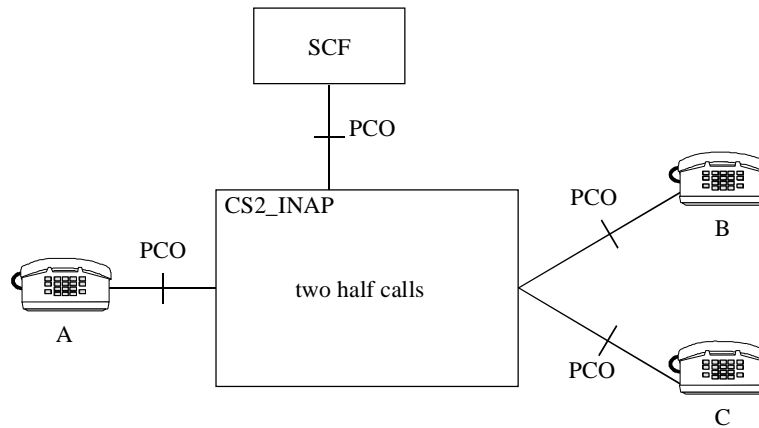 SCF
PCO
CS2_INAP
PCO
PCO
B
two half calls
A
PCO
C